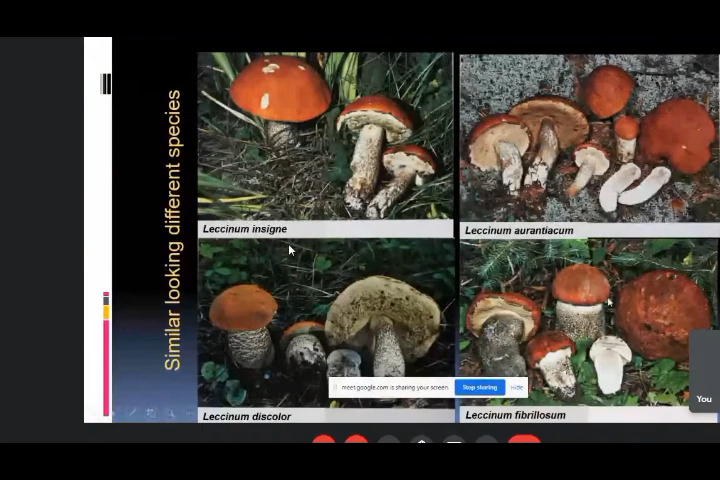 Similar looking different species
Leccinum insigne
Leccinum aurantiacum
Leccinum discolor
Leccinum fibrillosum
meet.google.com is sharing your screen.
Stop sharing
Hide
You